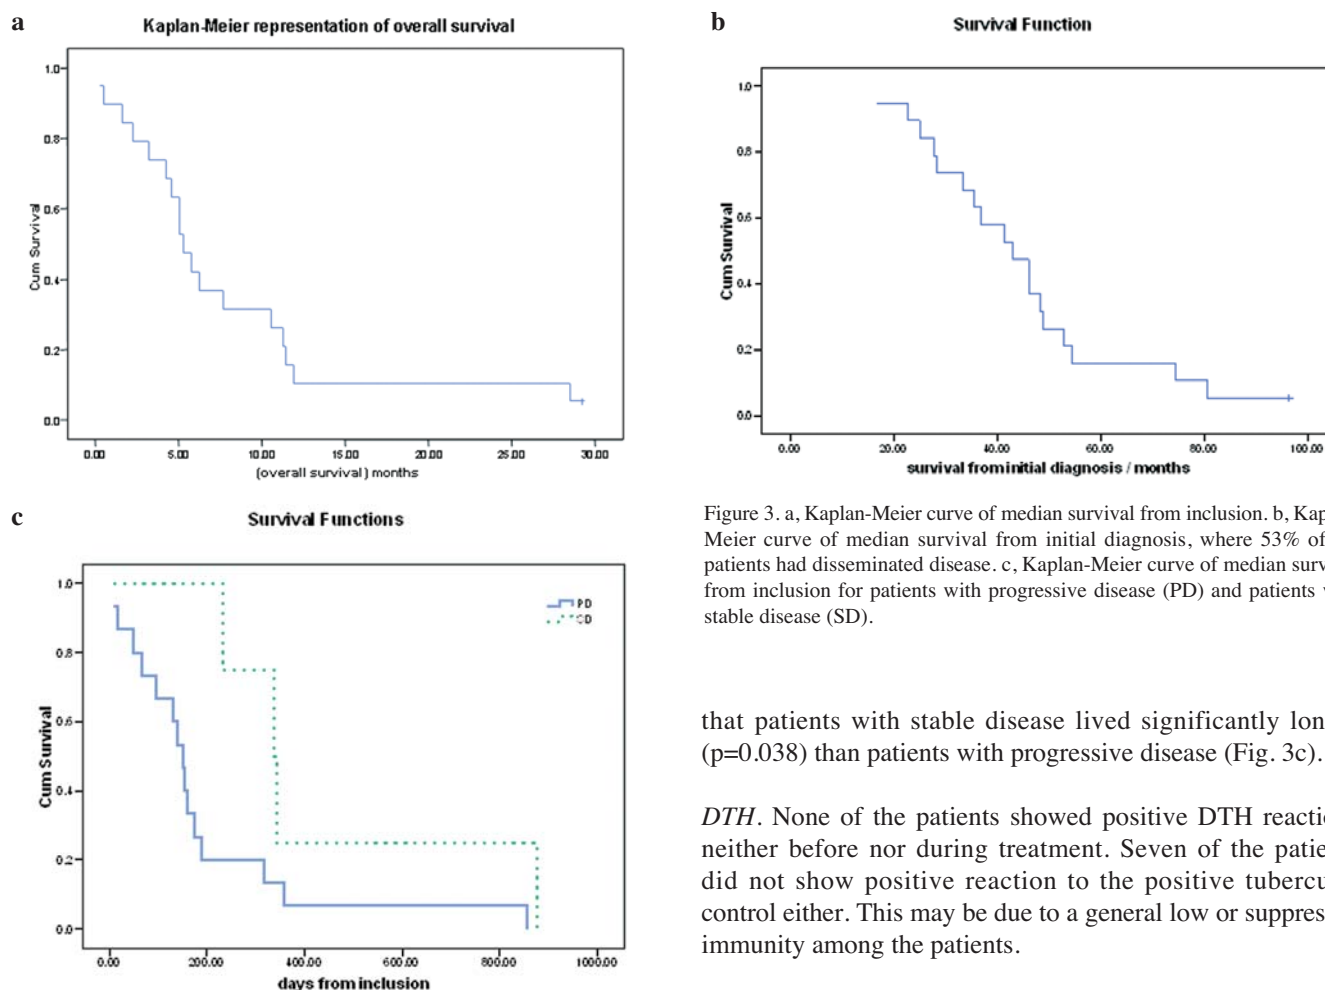 a
Kaplan-Meier representation of overall survival
Cum Survival
1.0
0.8
0.6
0.4
0.2
0.0
0.00 5.00 10.00 15.00 20.00 25.00 30.00
(overall survival) months
b
Survival Function
Cum Survival
1.0
0.8
0.6
0.4
0.2
0.0
0.00 20.00 40.00 60.00 80.00 100.00
survival from initial diagnosis / months
c
Survival Functions
PD
SD
Cum Survival
1.0
0.8
0.6
0.4
0.2
0.0
0.00 200.00 400.00 600.00 800.00 1000.00
days from inclusion
Figure 3. a, Kaplan-Meier curve of median survival from inclusion. b, Kap
Meier curve of median survival from initial diagnosis, where 53% of
patients had disseminated disease. c, Kaplan-Meier curve of median surv
from inclusion for patients with progressive disease (PD) and patients w
stable disease (SD).
that patients with stable disease lived significantly lon
(p=0.038) than patients with progressive disease (Fig. 3c).
DTH. None of the patients showed positive DTH reactio
neither before nor during treatment. Seven of the patie
did not show positive reaction to the positive tubercu
control either. This may be due to a general low or suppres
immunity among the patients.